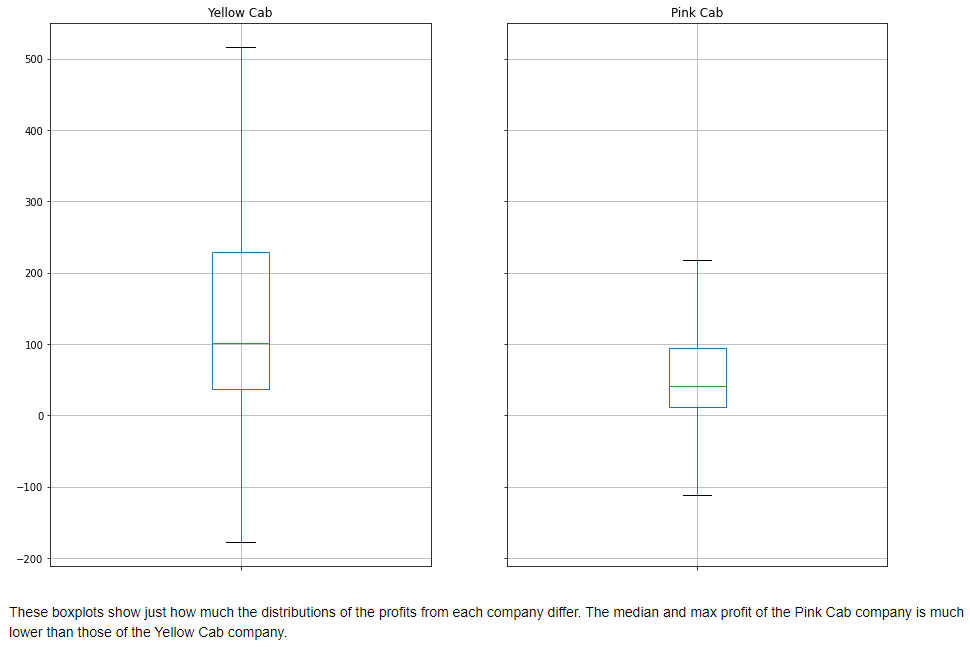 Yellow Cab
Pink Cab
500
400
300
200
100
0
−100
−200
These boxplots show just how much the distributions of the profits from each company differ. The median and max profit of the Pink Cab company is much
lower than those of the Yellow Cab company.